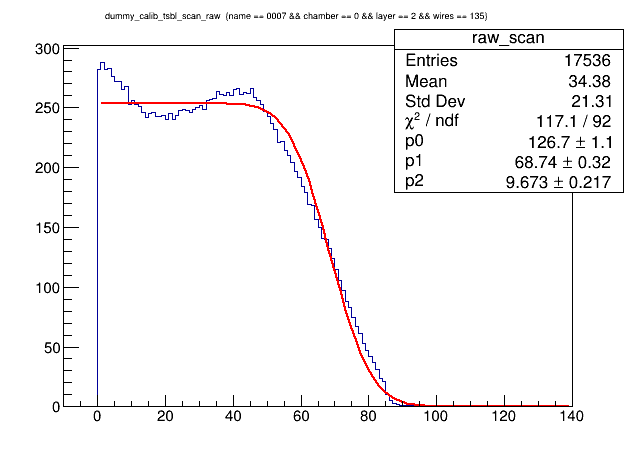 dummy_calib_tsbl_scan_raw (name == 0007 && chamber == 0 && layer == 2 && wires == 135)
raw_scan
Entries 17536
Mean 34.38
Std Dev 21.31
χ² / ndf 117.1 / 92
p0 126.7 ± 1.1
p1 68.74 ± 0.32
p2 9.673 ± 0.217
300
250
200
150
100
50
0
0 20 40 60 80 100 120 140